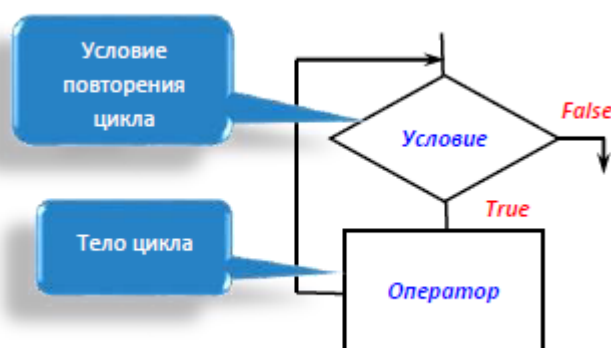 Условие
повторения
цикла
Условие
False
True
Тело цикла
Оператор